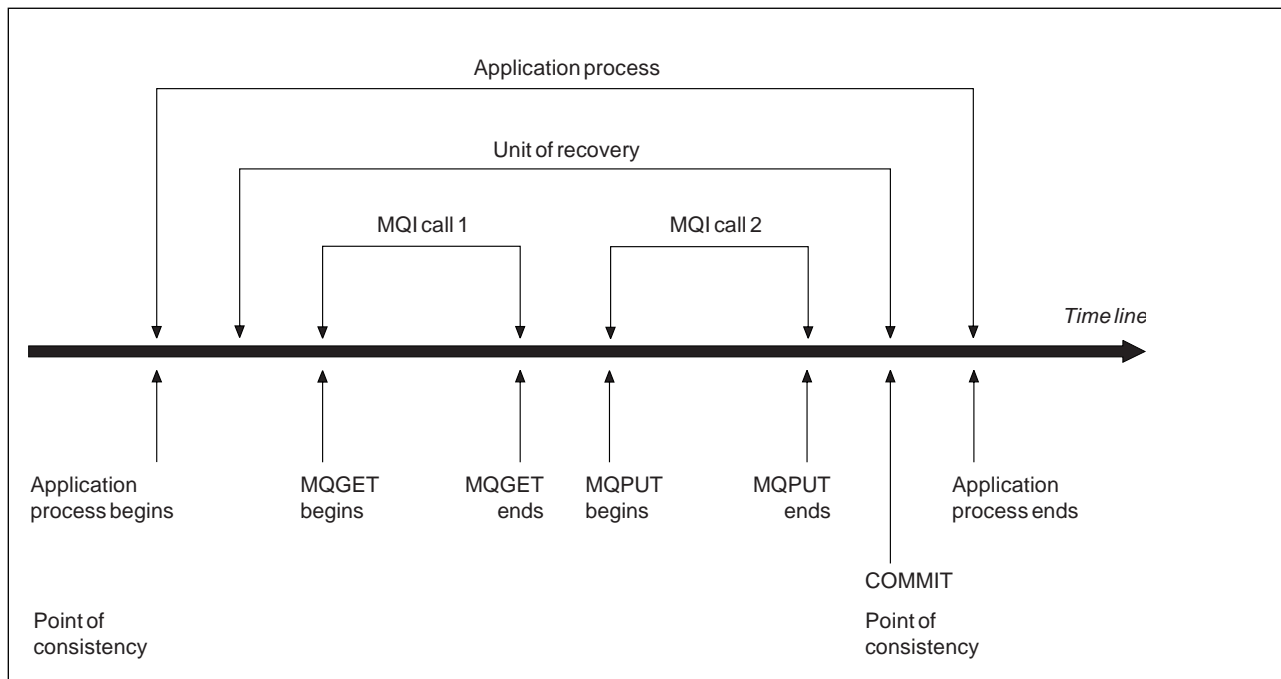 Application process
Unit of recovery
MQI call 1
MQI call 2
Time line
Application
process begins
MQGET
begins
MQGET
ends
MQPUT
begins
MQPUT
ends
Application
process ends
COMMIT
Point of
consistency
Point of
consistency